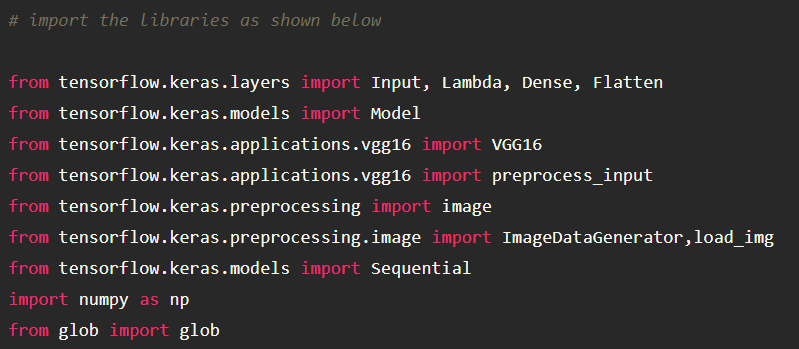 # import the libraries as shown below
from tensorflow.keras.layers import Input, Lambda, Dense, Flatten
from tensorflow.keras.models import Model
from tensorflow.keras.applications.vgg16 import VGG16
from tensorflow.keras.applications.vgg16 import preprocess_input
from tensorflow.keras.preprocessing import image
from tensorflow.keras.preprocessing.image import ImageDataGenerator,load_img
from tensorflow.keras.models import Sequential
import numpy as np
from glob import glob